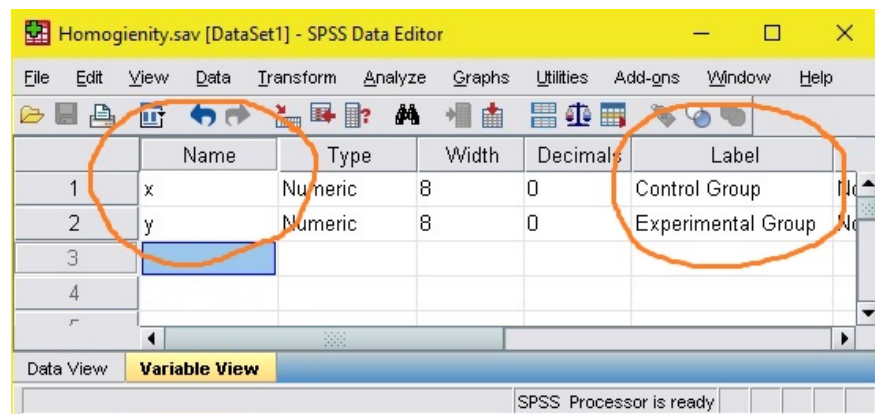 Homogienity.sav [DataSet1] - SPSS Data Editor
File Edit View Data Transform Analyze Graphs Utilities Add-ons Window Help
Name Type Width Decimals Label
1 x Numeric 8 0 Control Group
2 y Numeric 8 0 Experimental Group
3
4
Data View Variable View
SPSS Processor is ready